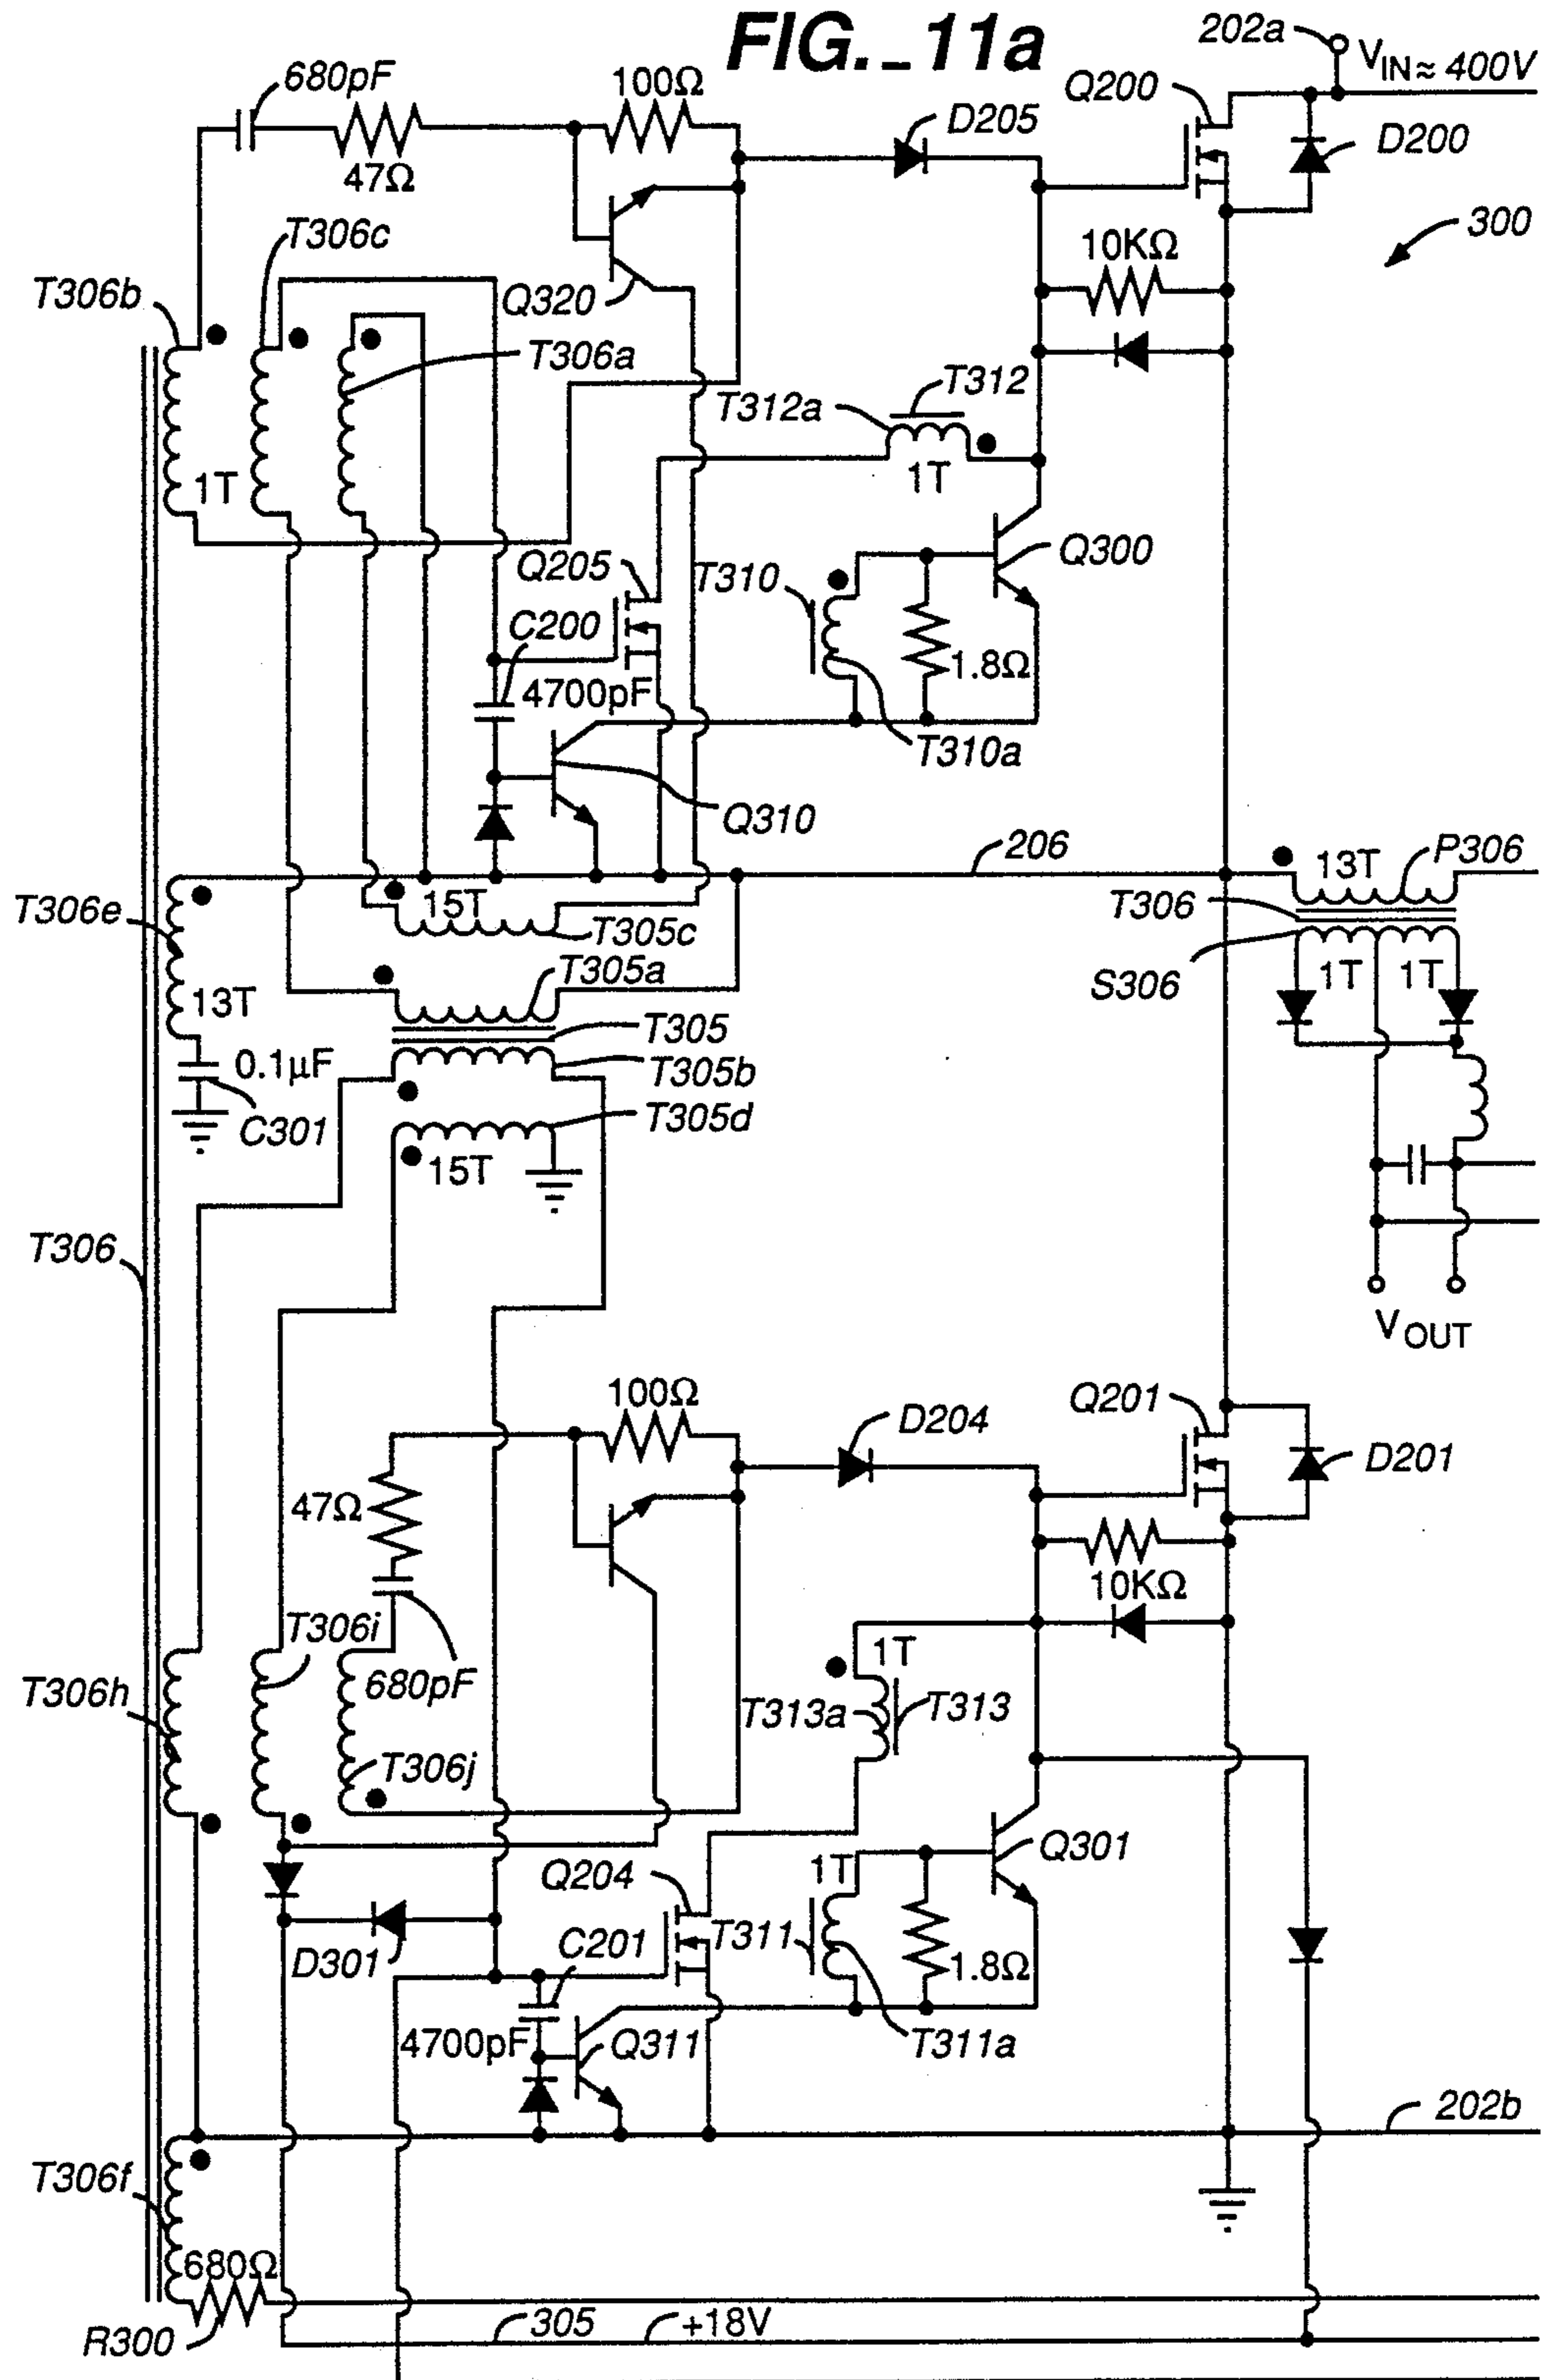 FIG._11a
202a
VIN≈400V
680pF
100Ω
Q200
D205
D200
47Ω
T306c
300
10KΩ
T306b
Q320
T306a
T312
T312a
1T
1T
Q205
T310
Q300
C200
4700pF
1.8Ω
T310a
Q310
206
13T
P306
T306e
15T
T306
T305c
T305a
S306
1T
1T
13T
T305
0.1µF
T305b
C301
T305d
15T
T306
VOUT
100Ω
Q201
D204
D201
47Ω
10KΩ
T306i
1T
T306h
680pF
T313a
T313
T306j
Q301
1T
Q204
C201
T311
D301
1.8Ω
4700pF
Q311
T311a
202b
T306f
680Ω
R300
305
+18V